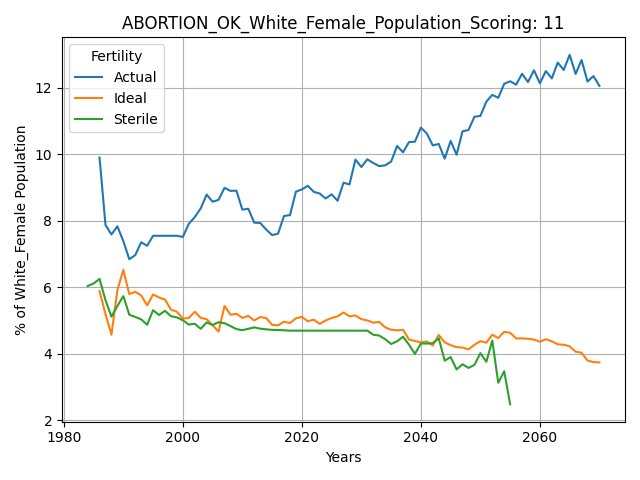 ABORTION_OK_White_Female_Population_Scoring: 11
Fertility
Actual
Ideal
Sterile
% of White_Female Population
12
10
8
6
4
2
1980
2000
2020
2040
2060
Years